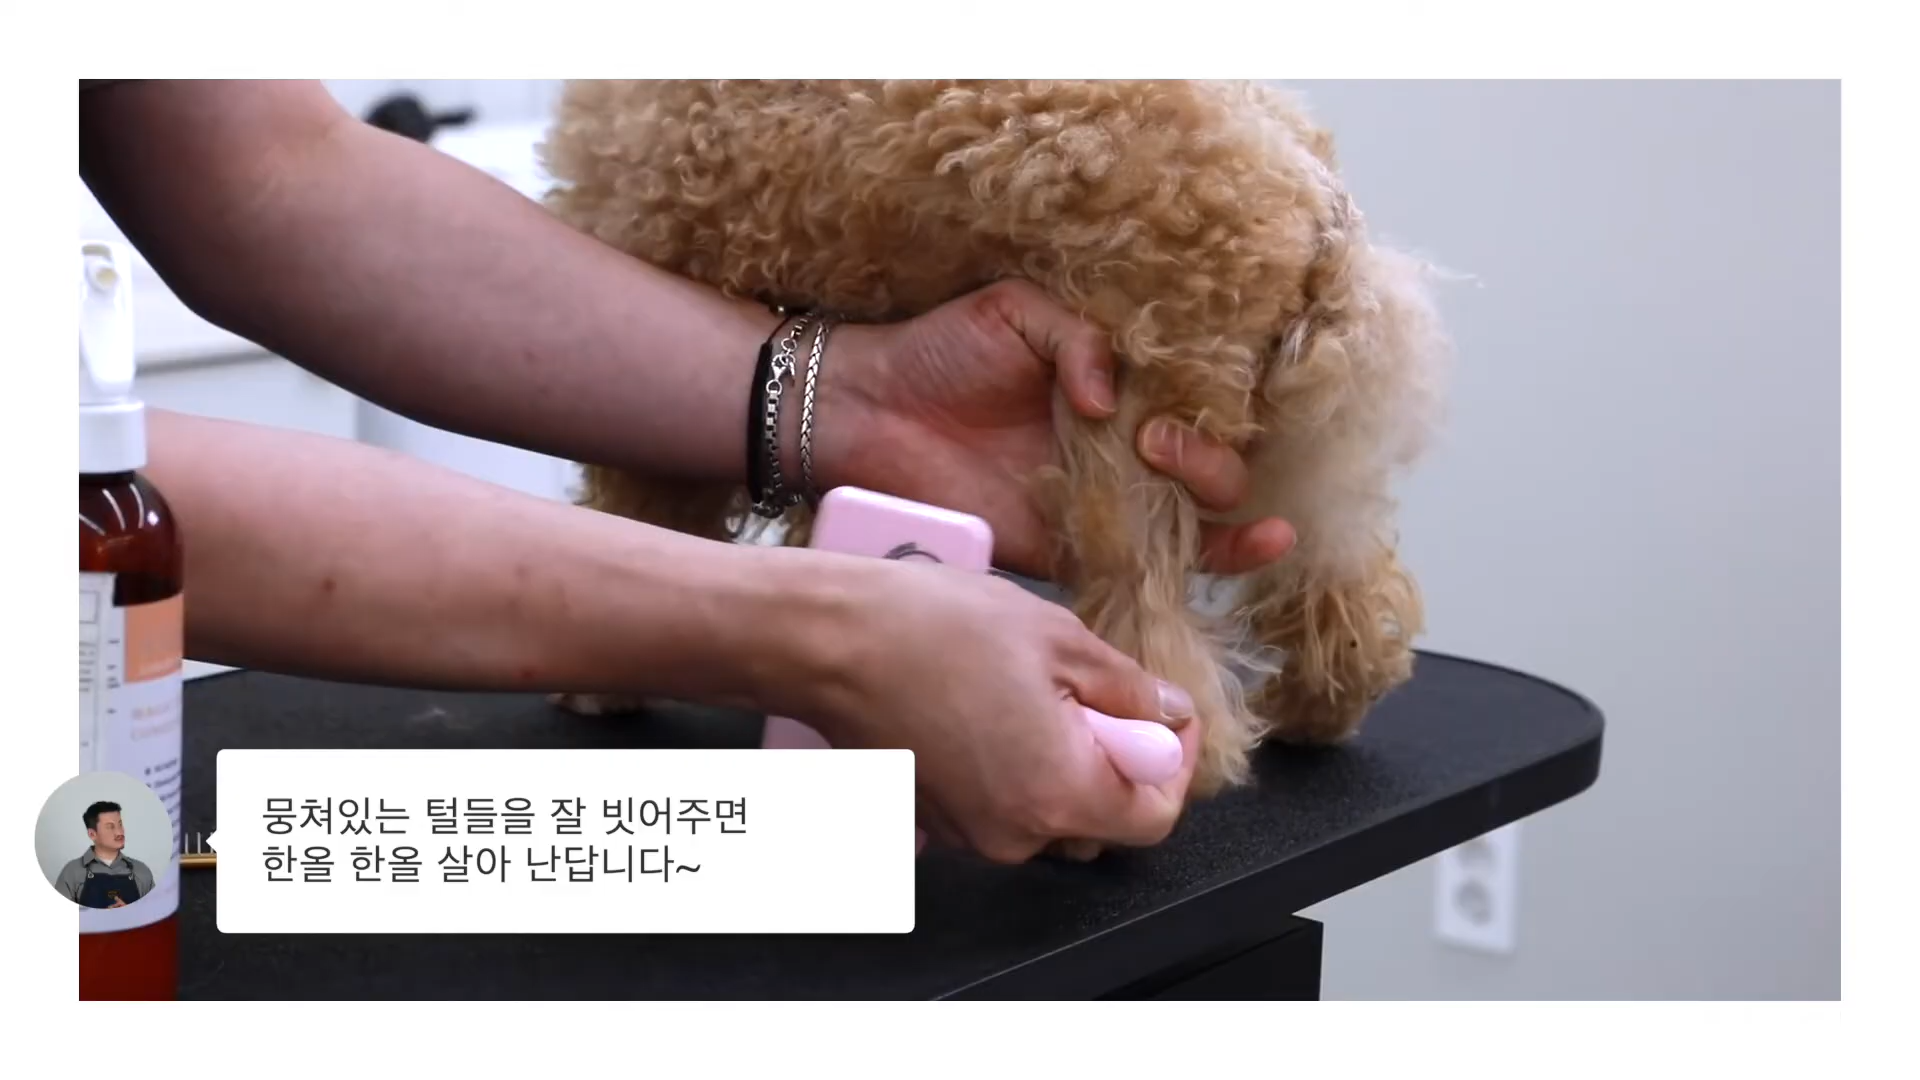 뭉쳐있는 털들을 잘 빗어주면
한올 한올 살아 난답니다~